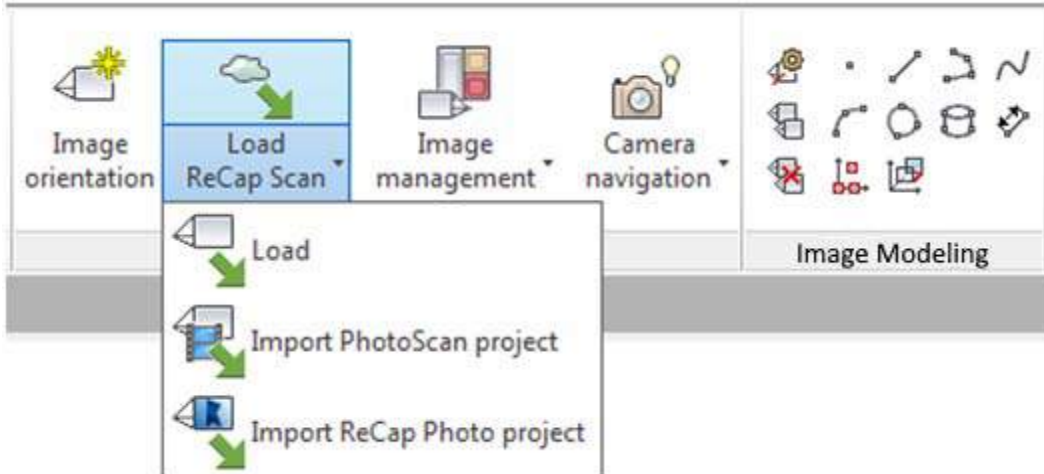 Image
orientation
Load
ReCap Scan
Image
management
Camera
navigation
Image Modeling
Load
Import PhotoScan project
Import ReCap Photo project